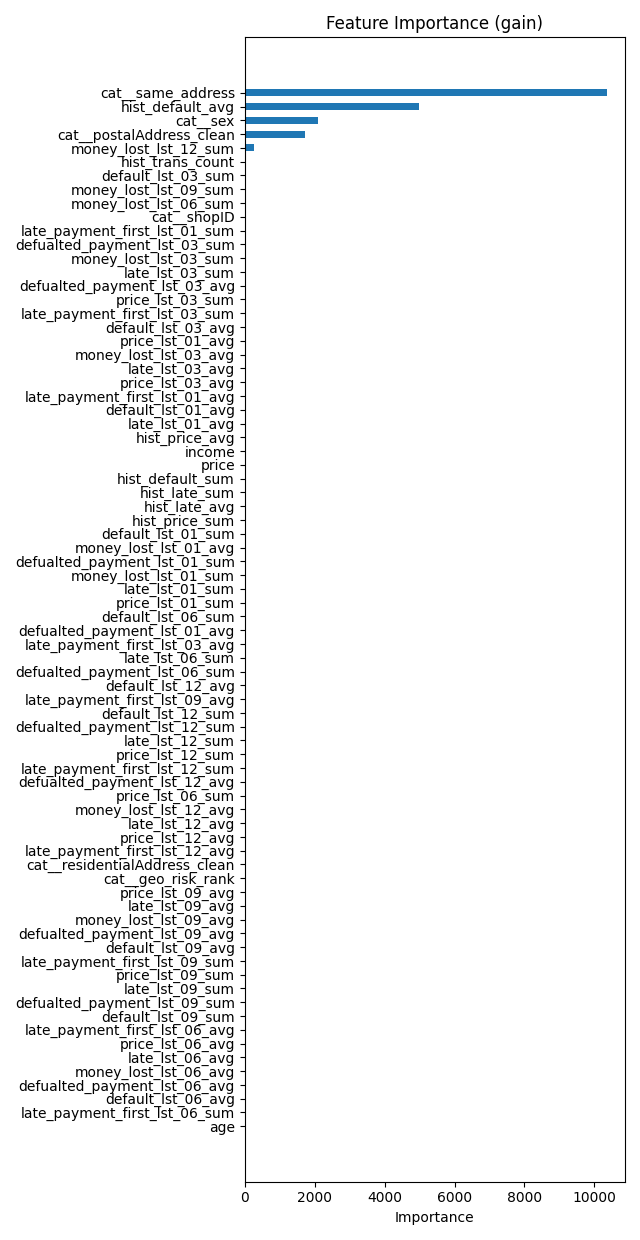 Feature Importance (gain)
cat__same_address
hist_default_avg
cat__sex
cat__postalAddress_clean
money_lost_lst_12_sum
hist_trans_count
default_lst_03_sum
money_lost_lst_09_sum
money_lost_lst_06_sum
cat__shopID
late_payment_first_lst_01_sum
defualted_payment_lst_03_sum
money_lost_lst_03_sum
late_lst_03_sum
defualted_payment_lst_03_avg
price_lst_03_sum
late_payment_first_lst_03_sum
default_lst_03_avg
price_lst_01_avg
money_lost_lst_03_avg
late_lst_03_avg
price_lst_03_avg
late_payment_first_lst_01_avg
default_lst_01_avg
late_lst_01_avg
hist_price_avg
income
price
hist_default_sum
hist_late_sum
hist_late_avg
hist_price_sum
default_lst_01_sum
money_lost_lst_01_avg
defualted_payment_lst_01_sum
money_lost_lst_01_sum
late_lst_01_sum
price_lst_01_sum
default_lst_06_sum
defualted_payment_lst_01_avg
late_payment_first_lst_03_avg
late_lst_06_sum
defualted_payment_lst_06_sum
default_lst_12_avg
late_payment_first_lst_09_avg
default_lst_12_sum
defualted_payment_lst_12_sum
late_lst_12_sum
price_lst_12_sum
late_payment_first_lst_12_sum
defualted_payment_lst_12_avg
price_lst_06_sum
money_lost_lst_12_avg
late_lst_12_avg
price_lst_12_avg
late_payment_first_lst_12_avg
cat__residentialAddress_clean
cat__geo_risk_rank
price_lst_09_avg
late_lst_09_avg
money_lost_lst_09_avg
defualted_payment_lst_09_avg
default_lst_09_avg
late_payment_first_lst_09_sum
price_lst_09_sum
late_lst_09_sum
defualted_payment_lst_09_sum
default_lst_09_sum
late_payment_first_lst_06_avg
price_lst_06_avg
late_lst_06_avg
money_lost_lst_06_avg
defualted_payment_lst_06_avg
default_lst_06_avg
late_payment_first_lst_06_sum
age
0 2000 4000 6000 8000 10000
Importance